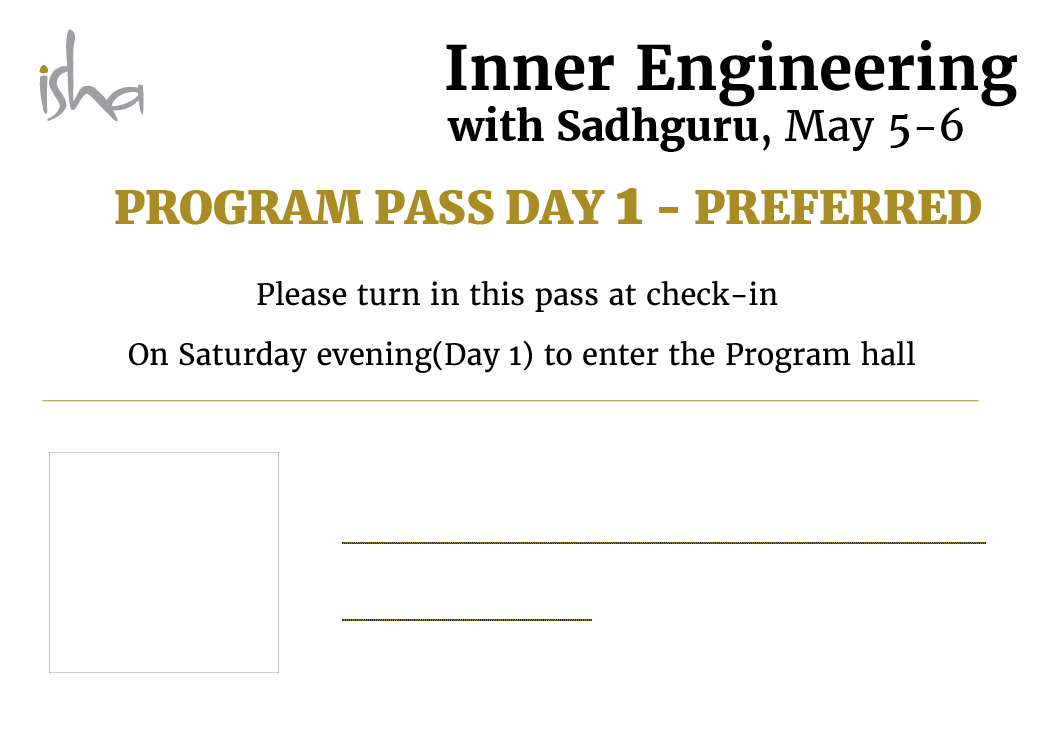 isha
Inner Engineering
with Sadhguru, May 5-6
PROGRAM PASS DAY 1 - PREFERRED
Please turn in this pass at check-in
On Saturday evening(Day 1) to enter the Program hall